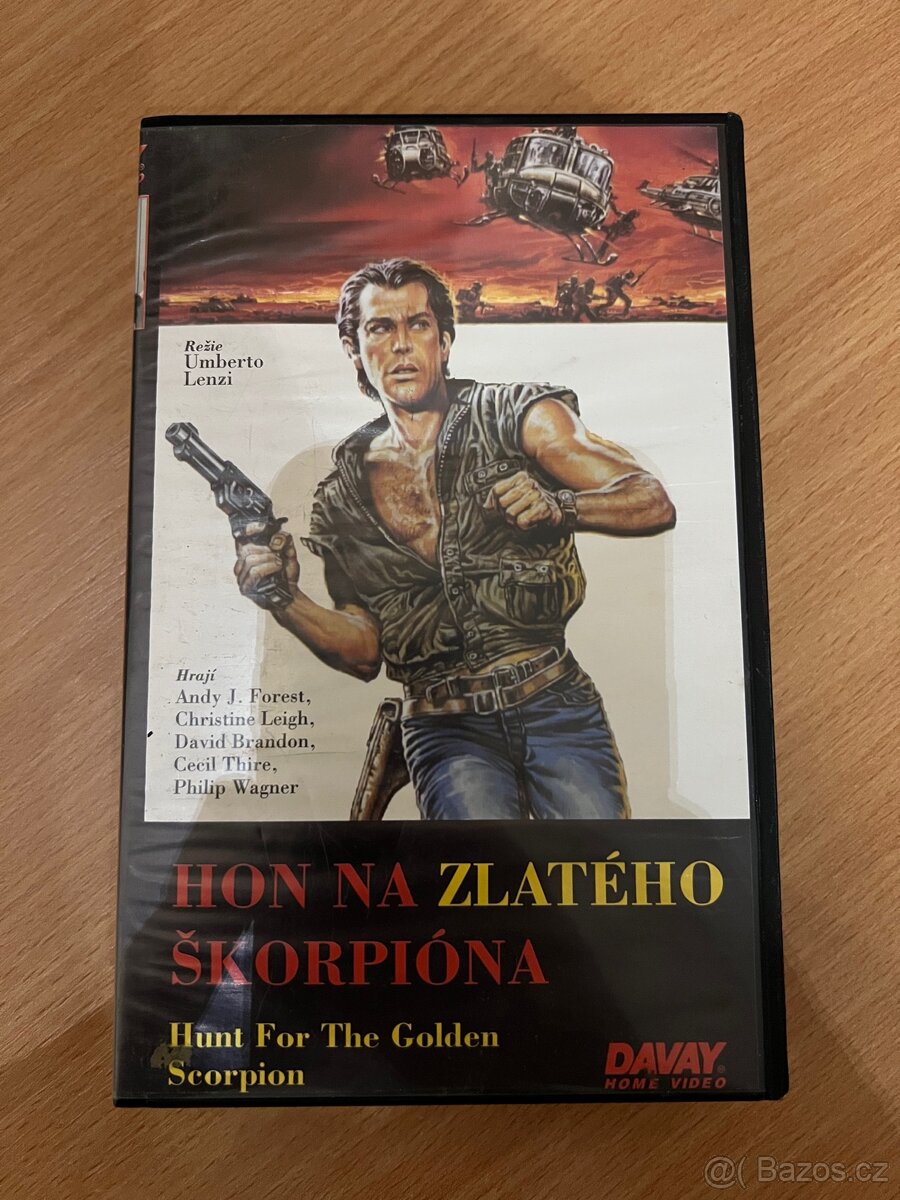 Režie
Umberto
Lenzi
Hrají
Andy J. Forest,
Christine Leigh,
David Brandon,
Cecil Thire,
Philip Wagner
HON NA ZLATÉHO
ŠKORPIÓNA
Hunt For The Golden
Scorpion
DAVAY®
HOME VIDEO
@( Bazos.cz